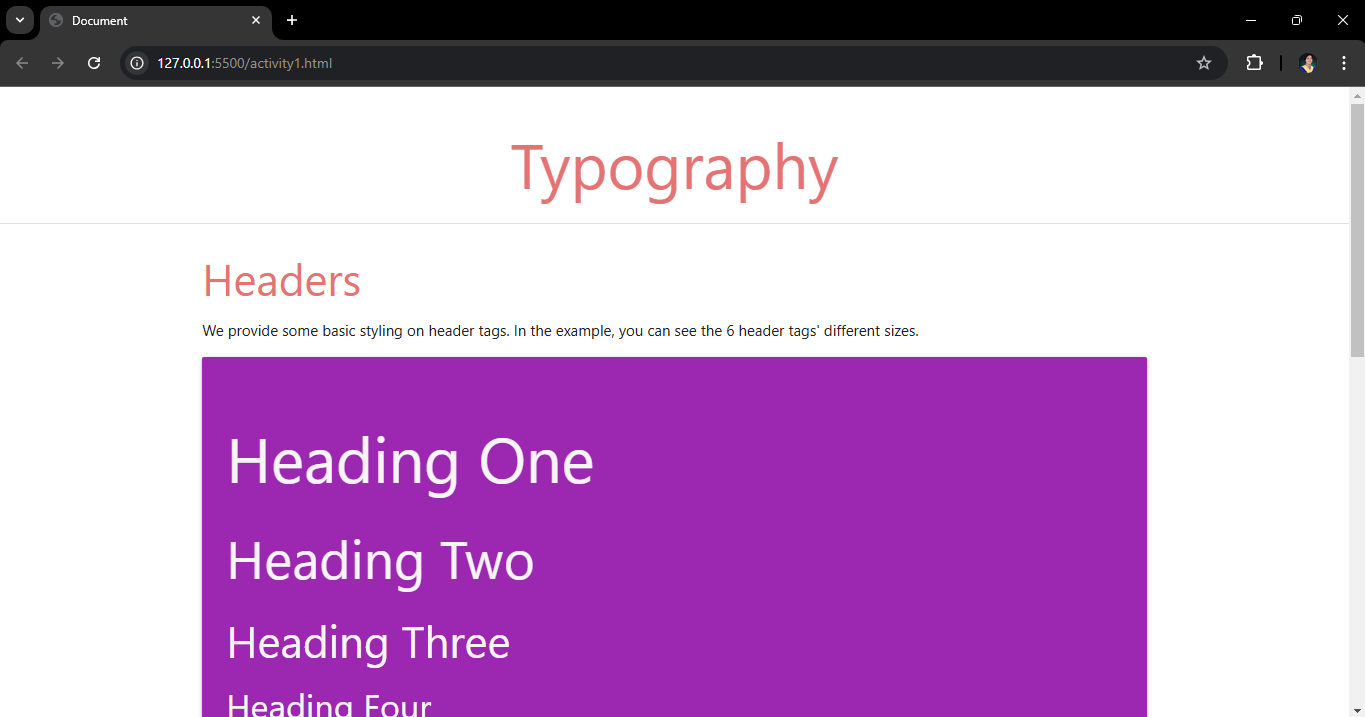 Document
127.0.0.1:5500/activity1.html
Typography
Headers
We provide some basic styling on header tags. In the example, you can see the 6 header tags' different sizes.
Heading One
Heading Two
Heading Three
Heading Four